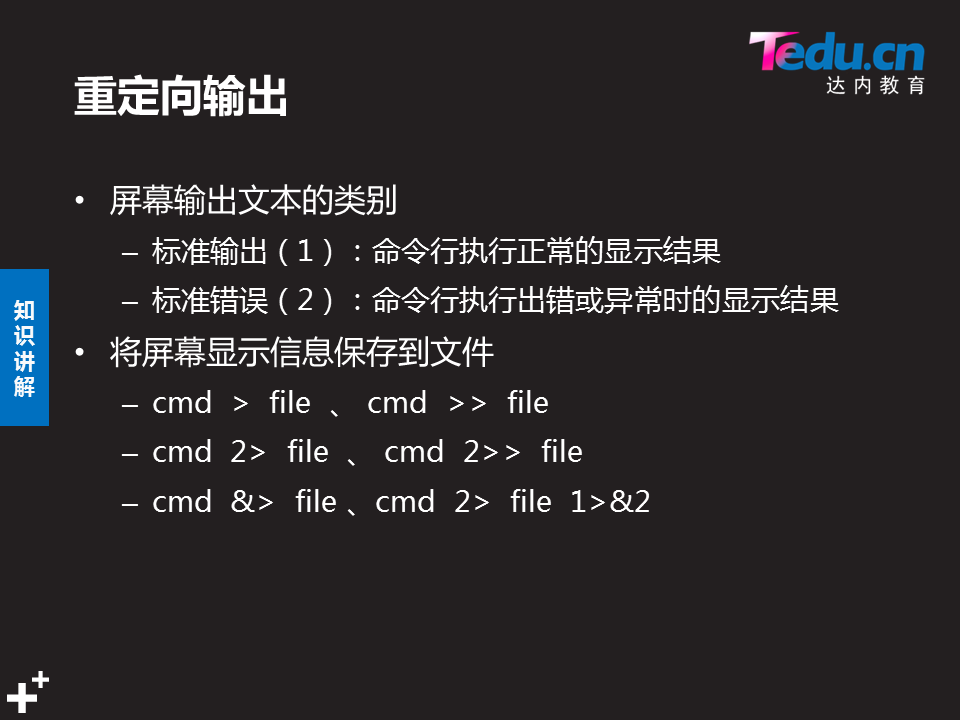 Tedu.cn
达内教育
重定向输出
• 屏幕输出文本的类别
– 标准输出（1）：命令行执行正常的显示结果
– 标准错误（2）：命令行执行出错或异常时的显示结果
• 将屏幕显示信息保存到文件
– cmd > file 、 cmd >> file
– cmd 2> file 、 cmd 2>> file
– cmd &> file 、cmd 2> file 1>&2
知
识
讲
解